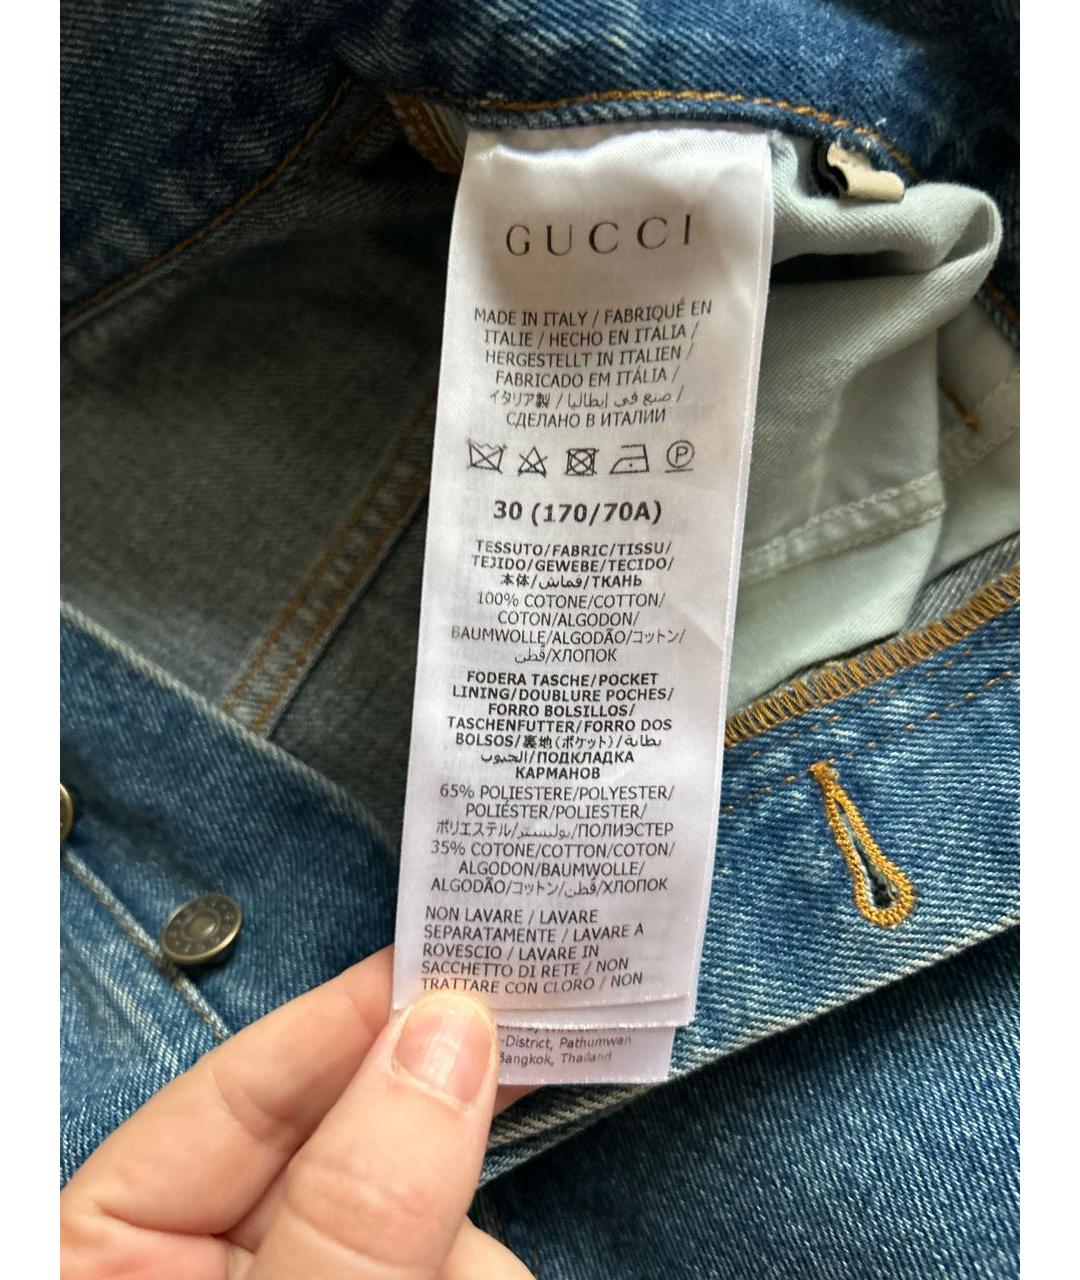 GUCCI
MADE IN ITALY / FABRIQUÉ EN
ITALIE / HECHO EN ITALIA /
HERGESTELLT IN ITALIEN /
FABRICADO EM ITÁLIA /
イタリア製 / صنع في إيطاليا /
СДЕЛАНО В ИТАЛИИ
P
30 (170/70A)
TESSUTO/FABRIC/TISSU/
TEJIDO/GEWEBE/TECIDO/
本体/قماش/ТКАНЬ
100% COTONE/COTTON/
COTON/ALGODON/
BAUMWOLLE/ALGODÃO/コットン/
قُطن/ХЛОПОК
FODERA TASCHE/POCKET
LINING/DOUBLURE POCHES/
FORRO BOLSILLOS/
TASCHENFUTTER/FORRO DOS
BOLSOS/裏地(ポケット)/بطانة
الجيوب/ПОДКЛАДКА
КАРМАНОВ
65% POLIESTERE/POLYESTER/
POLIÉSTER/POLIESTER/
ポリエステル/بوليستر/ПОЛИЭСТЕР
35% COTONE/COTTON/COTON/
ALGODON/BAUMWOLLE/
ALGODÃO/コットン/قُطن/ХЛОПОК
NON LAVARE / LAVARE
SEPARATAMENTE / LAVARE A
ROVESCIO / LAVARE IN
SACCHETTO DI RETE / NON
TRATTARE CON CLORO / NON
-District, Pathumwan
Bangkok, Thailand